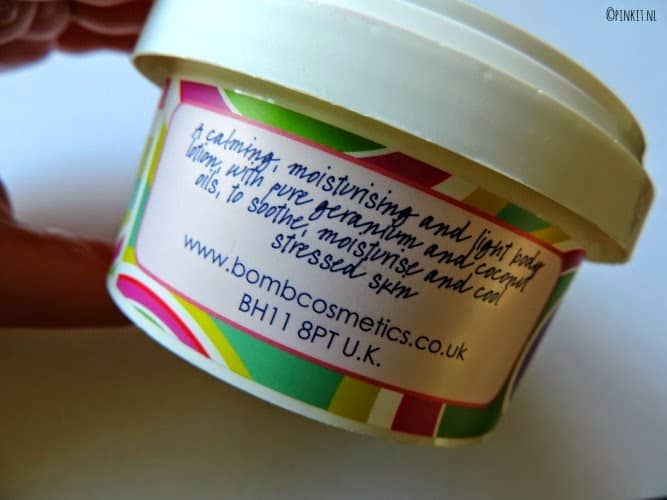 ©PINKIT.NL
A calming, moisturising and light body
lotion, with pure geranium and coconut
oils, to soothe, moisturise and cool
stressed skin
www.bombcosmetics.co.uk
BH11 8PT U.K.